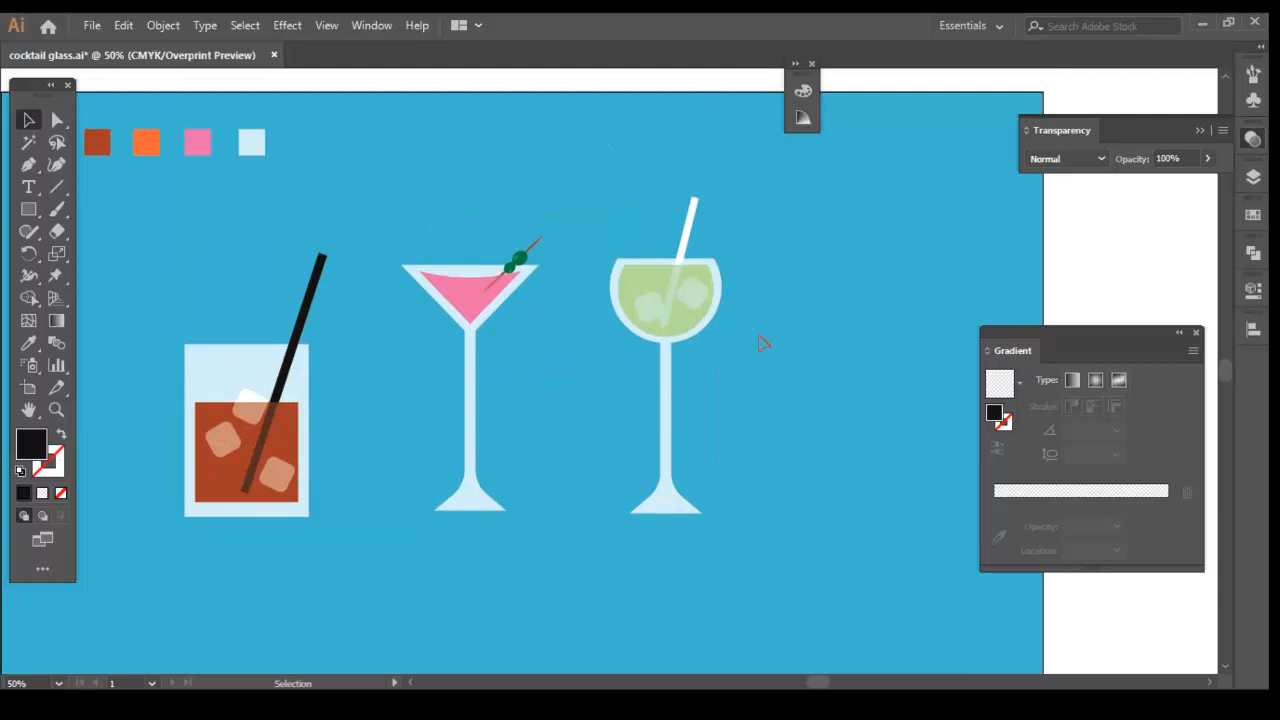 Ai File Edit Object Type Select Effect View Window Help Essentials Search Adobe Stock
cocktail glass.ai* @ 50% (CMYK/Overprint Preview)
Transparency
Normal Opacity: 100%
Gradient
Type:
Stroke:
Opacity:
Location:
50% 1 Selection